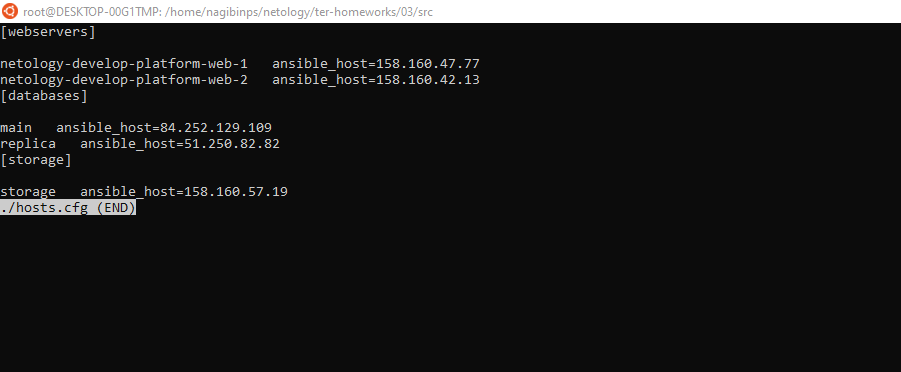 root@DESKTOP-00G1TMP: /home/nagibinps/netology/ter-homeworks/03/src
[webservers]
netology-develop-platform-web-1   ansible_host=158.160.47.77
netology-develop-platform-web-2   ansible_host=158.160.42.13
[databases]
main   ansible_host=84.252.129.109
replica   ansible_host=51.250.82.82
[storage]
storage   ansible_host=158.160.57.19
./hosts.cfg (END)